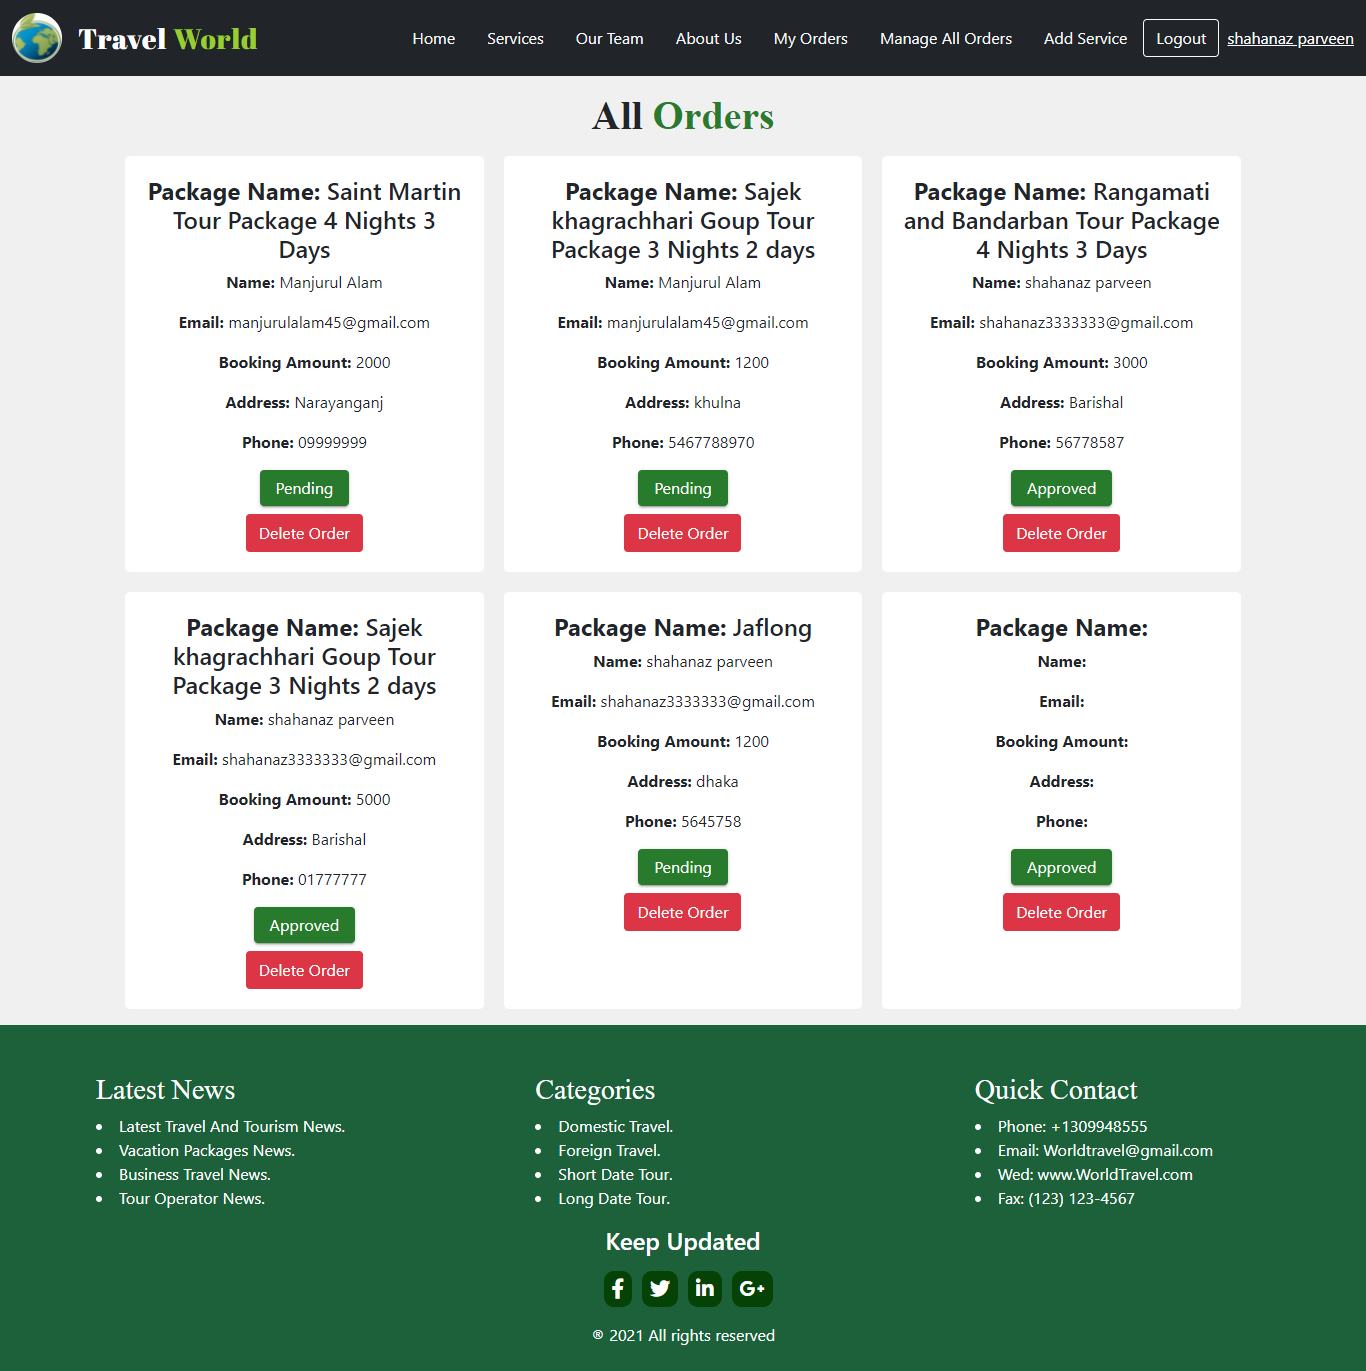 Travel World
Home Services Our Team About Us My Orders Manage All Orders Add Service Logout shahanaz parveen
All Orders
Package Name: Saint Martin
Tour Package 4 Nights 3
Days
Name: Manjurul Alam
Email: manjurulalam45@gmail.com
Booking Amount: 2000
Address: Narayanganj
Phone: 09999999
Pending
Delete Order
Package Name: Sajek
khagrachhari Goup Tour
Package 3 Nights 2 days
Name: Manjurul Alam
Email: manjurulalam45@gmail.com
Booking Amount: 1200
Address: khulna
Phone: 5467788970
Pending
Delete Order
Package Name: Rangamati
and Bandarban Tour Package
4 Nights 3 Days
Name: shahanaz parveen
Email: shahanaz3333333@gmail.com
Booking Amount: 3000
Address: Barishal
Phone: 56778587
Approved
Delete Order
Package Name: Sajek
khagrachhari Goup Tour
Package 3 Nights 2 days
Name: shahanaz parveen
Email: shahanaz3333333@gmail.com
Booking Amount: 5000
Address: Barishal
Phone: 01777777
Approved
Delete Order
Package Name: Jaflong
Name: shahanaz parveen
Email: shahanaz3333333@gmail.com
Booking Amount: 1200
Address: dhaka
Phone: 5645758
Pending
Delete Order
Package Name:
Name:
Email:
Booking Amount:
Address:
Phone:
Approved
Delete Order
Latest News
• Latest Travel And Tourism News.
• Vacation Packages News.
• Business Travel News.
• Tour Operator News.
Categories
• Domestic Travel.
• Foreign Travel.
• Short Date Tour.
• Long Date Tour.
Quick Contact
• Phone: +1309948555
• Email: Worldtravel@gmail.com
• Wed: www.WorldTravel.com
• Fax: (123) 123-4567
Keep Updated
® 2021 All rights reserved